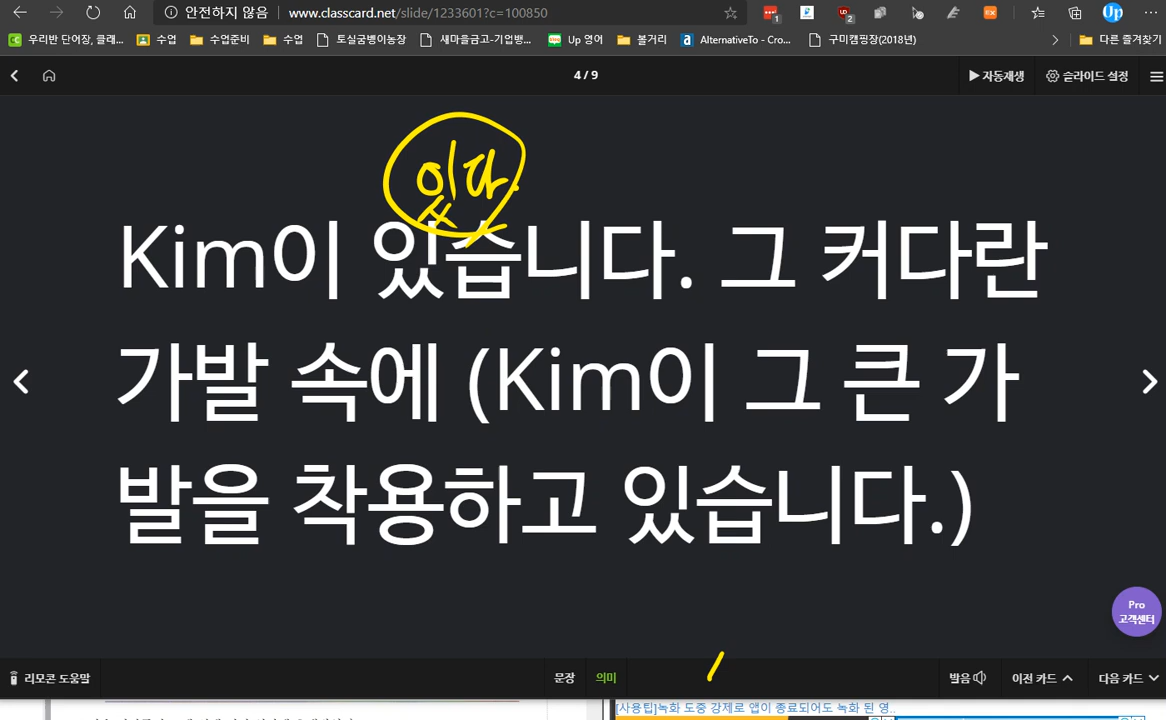 안전하지 않음 | www.classcard.net/slide/1233601?c=100850
1 2 EX Up
우리반 단어장, 클래... 수업 수업준비 수업 토실굼벵이농장 새마을금고-기업뱅... Up 영어 볼거리 AlternativeTo - Cro... 구미캠핑장(2018년) 다른 즐겨찾기
4 / 9 자동재생 슬라이드 설정
있다
Kim이 있습니다. 그 커다란
가발 속에 (Kim이 그 큰 가
발을 착용하고 있습니다.)
Pro
고객센터
리모콘 도움말 문장 의미 발음 이전 카드 다음 카드
[사용팁]녹화 도중 강제로 앱이 종료되어도 녹화 된 영..